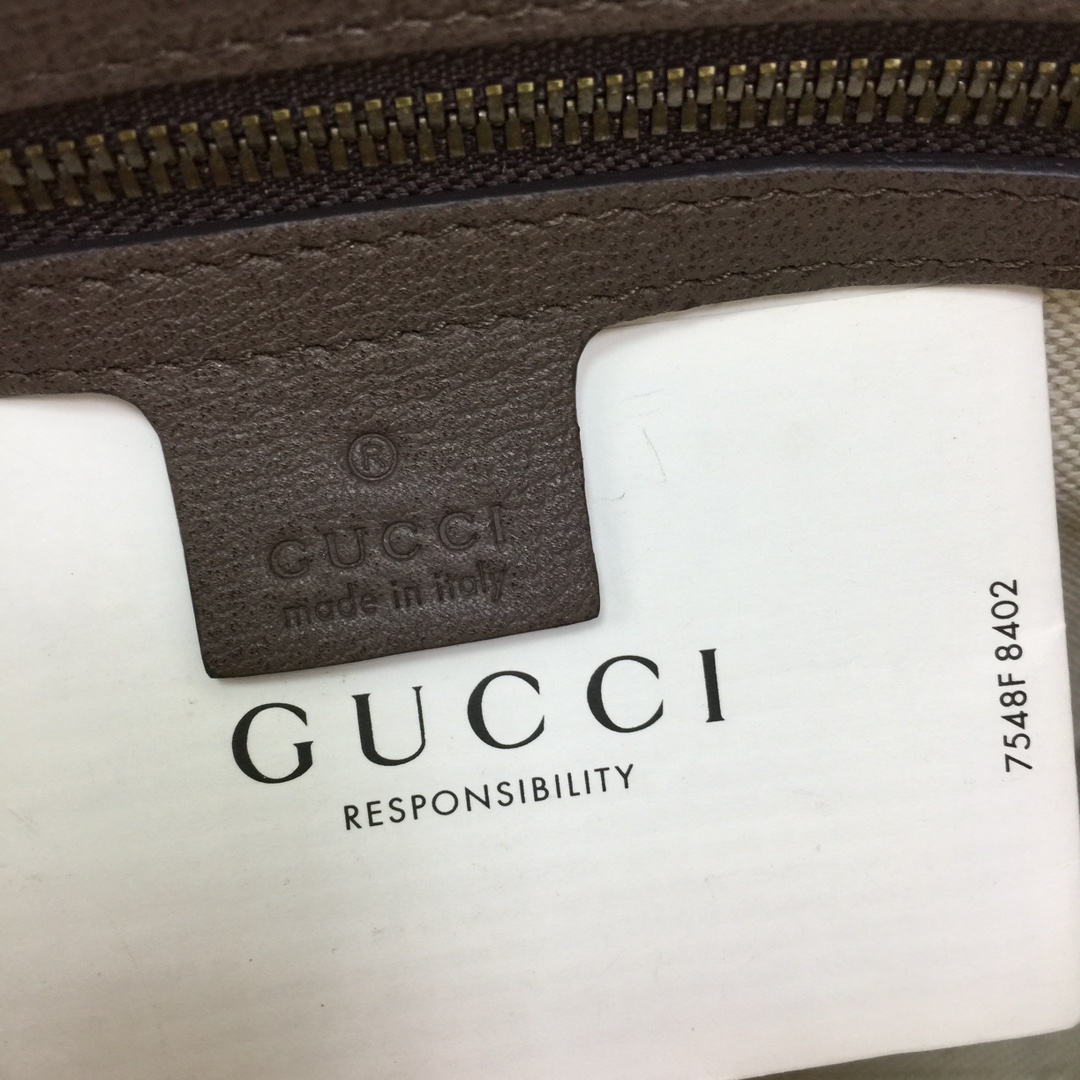 ®
GUCCI
made in italy
GUCCI
RESPONSIBILITY
7548F 8402